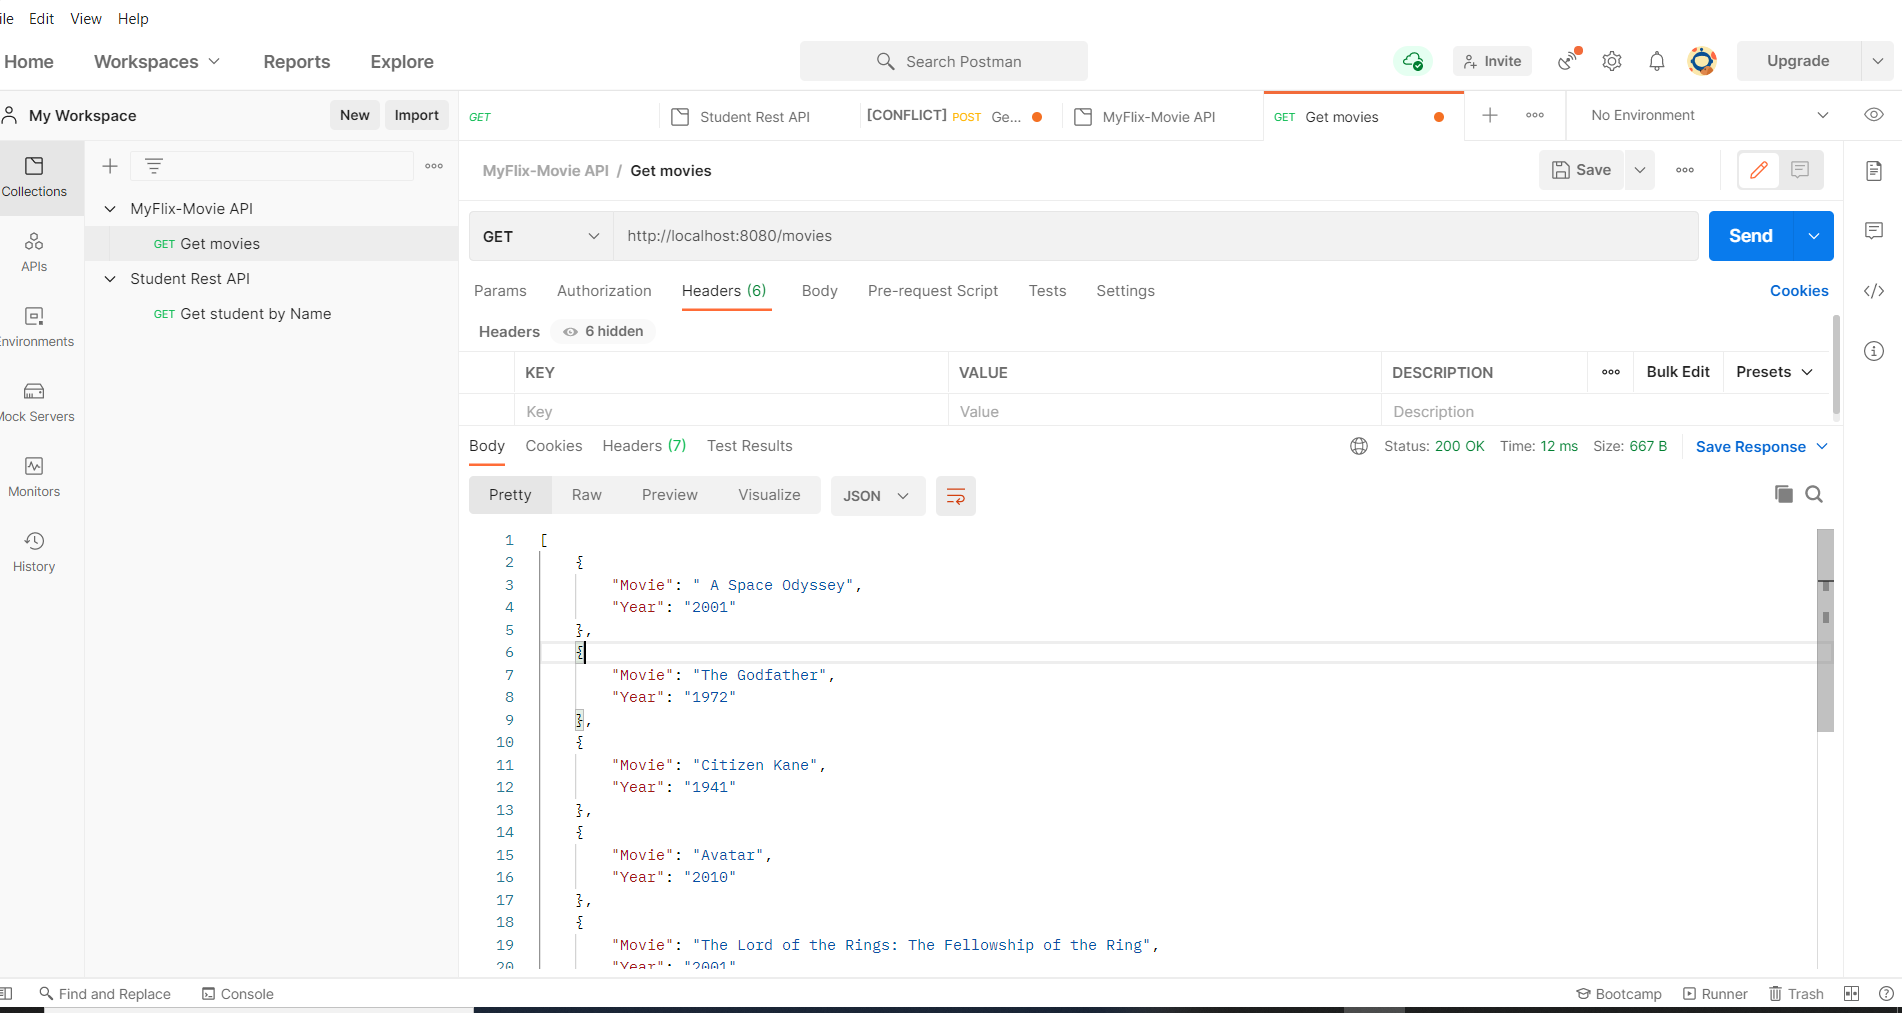 ile Edit View Help
Home Workspaces Reports Explore Search Postman Invite Upgrade
My Workspace New Import GET Student Rest API [CONFLICT] POST Ge... MyFlix-Movie API GET Get movies No Environment
Collections
MyFlix-Movie API
GET Get movies
Student Rest API
GET Get student by Name
APIs
nvironments
Mock Servers
Monitors
History
MyFlix-Movie API / Get movies Save
GET http://localhost:8080/movies Send
Params Authorization Headers (6) Body Pre-request Script Tests Settings Cookies
Headers 6 hidden
KEY VALUE DESCRIPTION Bulk Edit Presets
Key Value Description
Body Cookies Headers (7) Test Results Status: 200 OK Time: 12 ms Size: 667 B Save Response
Pretty Raw Preview Visualize JSON
1 [
2 {
3 "Movie": " A Space Odyssey",
4 "Year": "2001"
5 },
6 {
7 "Movie": "The Godfather",
8 "Year": "1972"
9 },
10 {
11 "Movie": "Citizen Kane",
12 "Year": "1941"
13 },
14 {
15 "Movie": "Avatar",
16 "Year": "2010"
17 },
18 {
19 "Movie": "The Lord of the Rings: The Fellowship of the Ring",
20 "Year": "2001"
Find and Replace Console Bootcamp Runner Trash